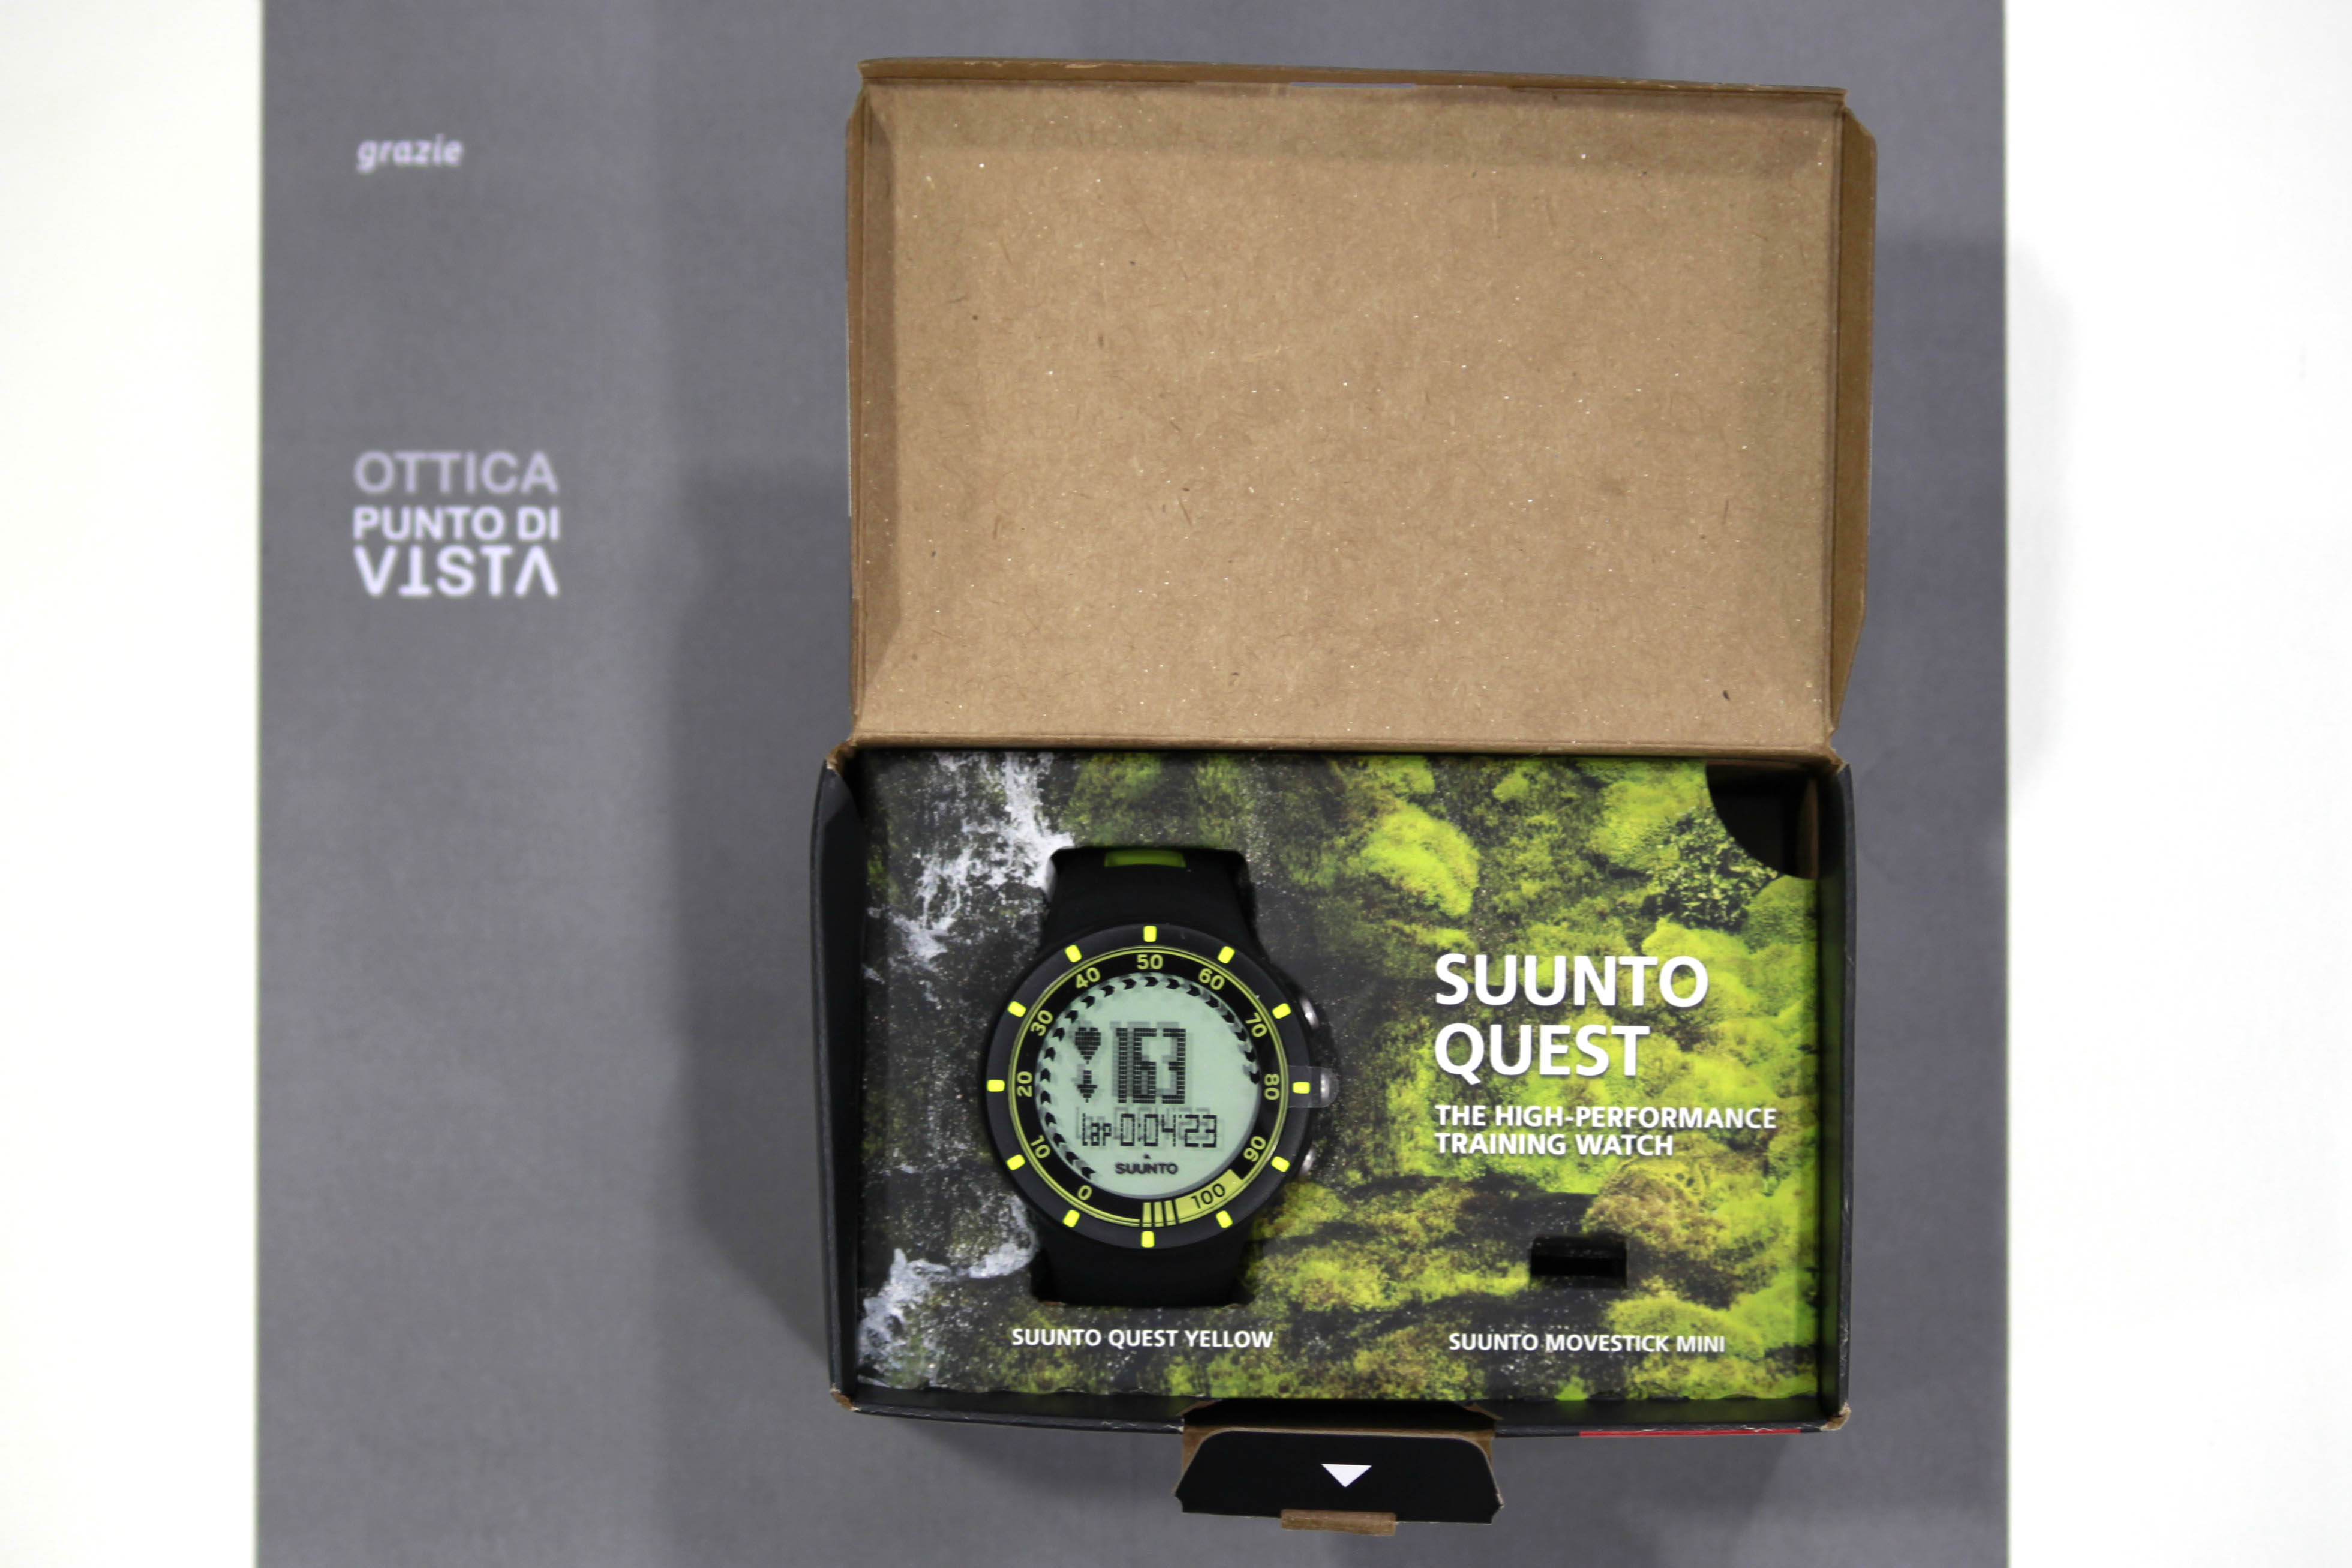 grazie
OTTICA
PUNTO DI
VISTA
SUUNTO
QUEST
THE HIGH-PERFORMANCE
TRAINING WATCH
0 10 20 30 40 50 60 70 80 90 100
163
lap 0:04'23
SUUNTO
SUUNTO QUEST YELLOW
SUUNTO MOVESTICK MINI